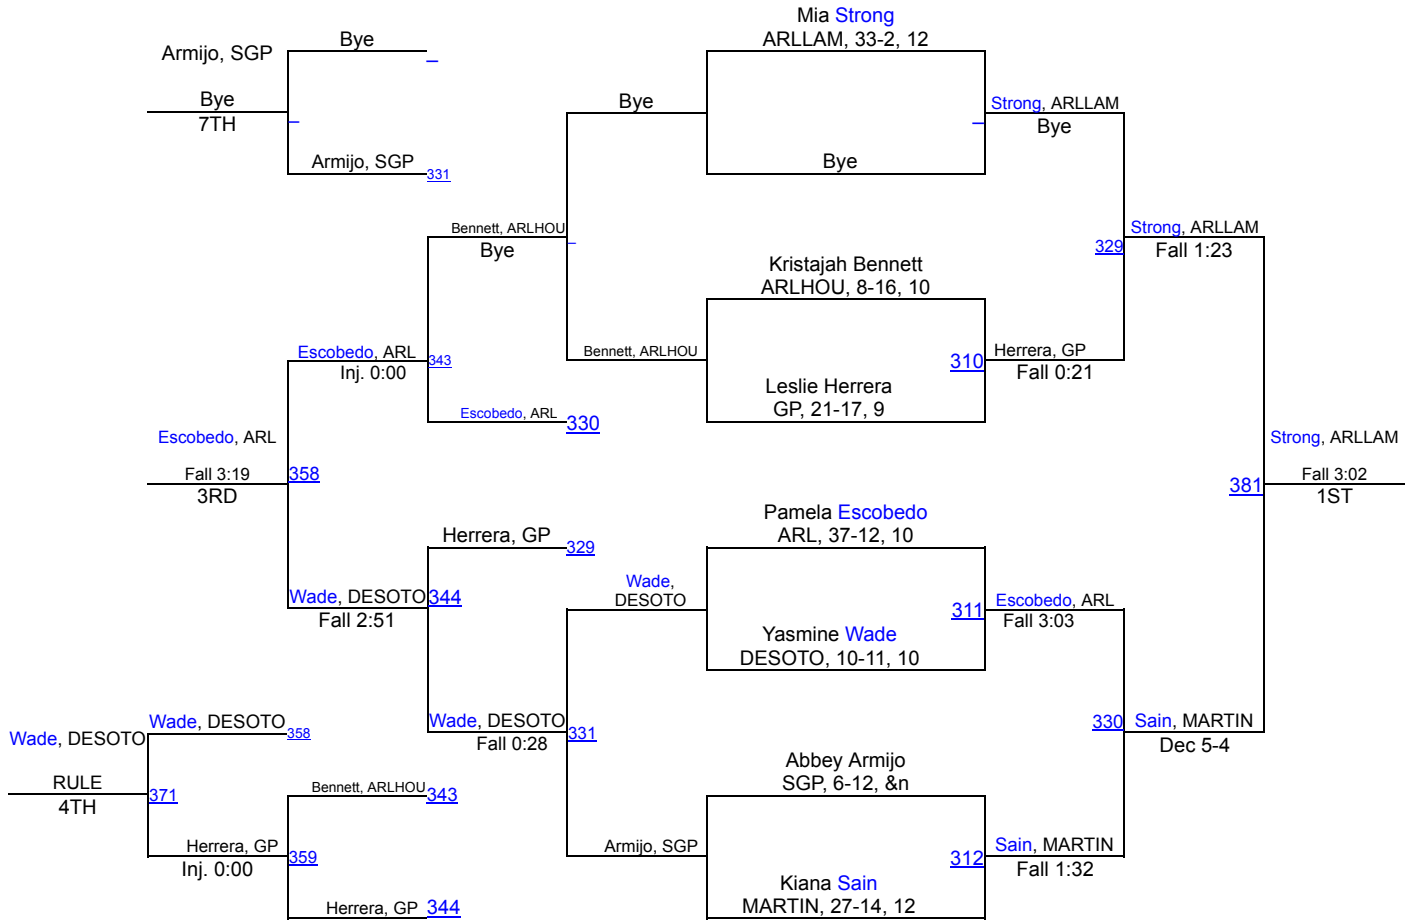 Mia Strong
ARLLAM, 33-2, 12
Armijo, SGP
Bye
_
Bye
7TH
_
Armijo, SGP
331
Bye
Strong, ARLLAM
_
Bye
Bye
Bennett, ARLHOU
Bye
_
Strong, ARLLAM
329
Fall 1:23
Kristajah Bennett
ARLHOU, 8-16, 10
Escobedo, ARL
343
Inj. 0:00
Bennett, ARLHOU
310
Herrera, GP
Fall 0:21
Leslie Herrera
GP, 21-17, 9
Escobedo, ARL
330
Escobedo, ARL
Fall 3:19
358
3RD
Strong, ARLLAM
Fall 3:02
381
1ST
Pamela Escobedo
ARL, 37-12, 10
Herrera, GP
329
Wade, DESOTO
344
Fall 2:51
Wade,
DESOTO
311
Escobedo, ARL
Fall 3:03
Yasmine Wade
DESOTO, 10-11, 10
Wade, DESOTO
331
Fall 0:28
330
Sain, MARTIN
Dec 5-4
Wade, DESOTO
358
Wade, DESOTO
RULE
371
4TH
Abbey Armijo
SGP, 6-12, &n
Bennett, ARLHOU
343
Herrera, GP
359
Inj. 0:00
Armijo, SGP
312
Sain, MARTIN
Fall 1:32
Kiana Sain
MARTIN, 27-14, 12
Herrera, GP
344